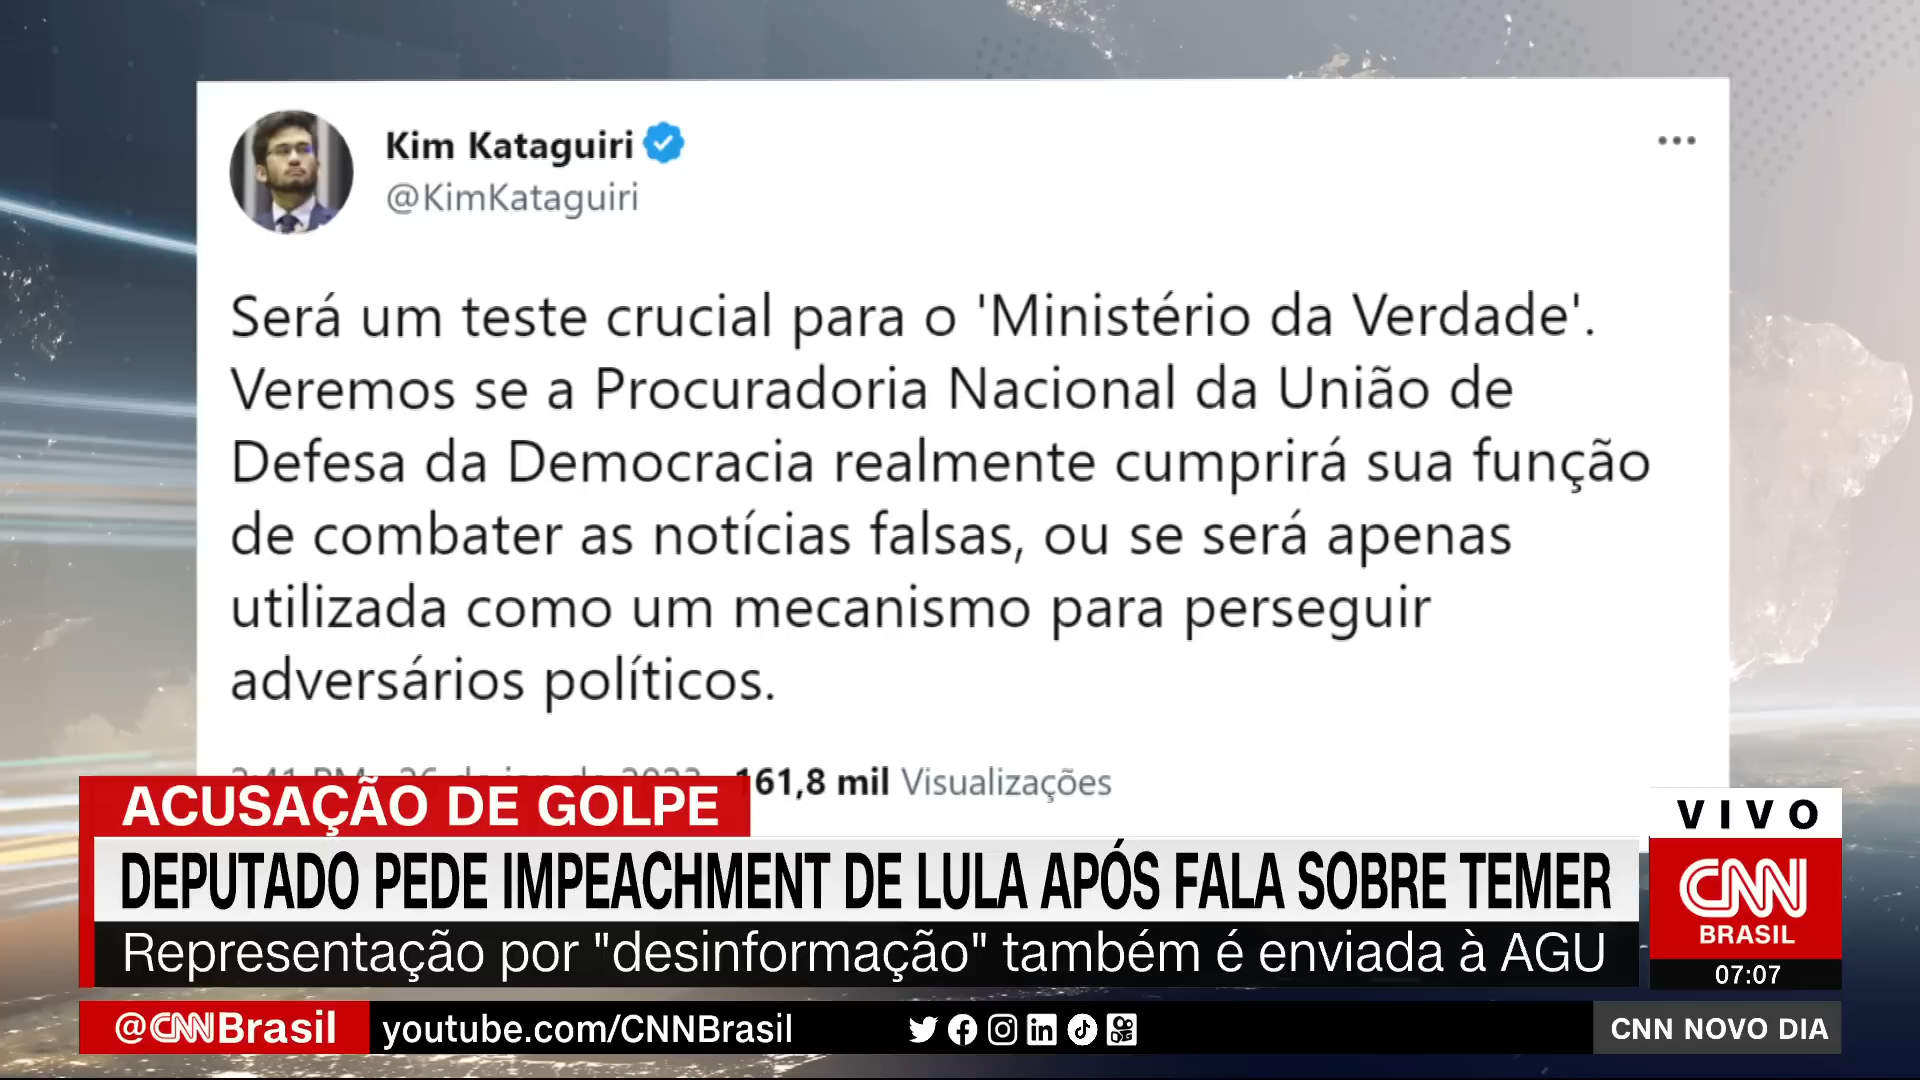 Kim Kataguiri
@KimKataguiri
Será um teste crucial para o 'Ministério da Verdade'.
Veremos se a Procuradoria Nacional da União de
Defesa da Democracia realmente cumprirá sua função
de combater as notícias falsas, ou se será apenas
utilizada como um mecanismo para perseguir
adversários políticos.
161,8 mil Visualizações
ACUSAÇÃO DE GOLPE
DEPUTADO PEDE IMPEACHMENT DE LULA APÓS FALA SOBRE TEMER
Representação por "desinformação" também é enviada à AGU
VIVO
CNN
BRASIL
07:07
@CNNBrasil youtube.com/CNNBrasil
CNN NOVO DIA